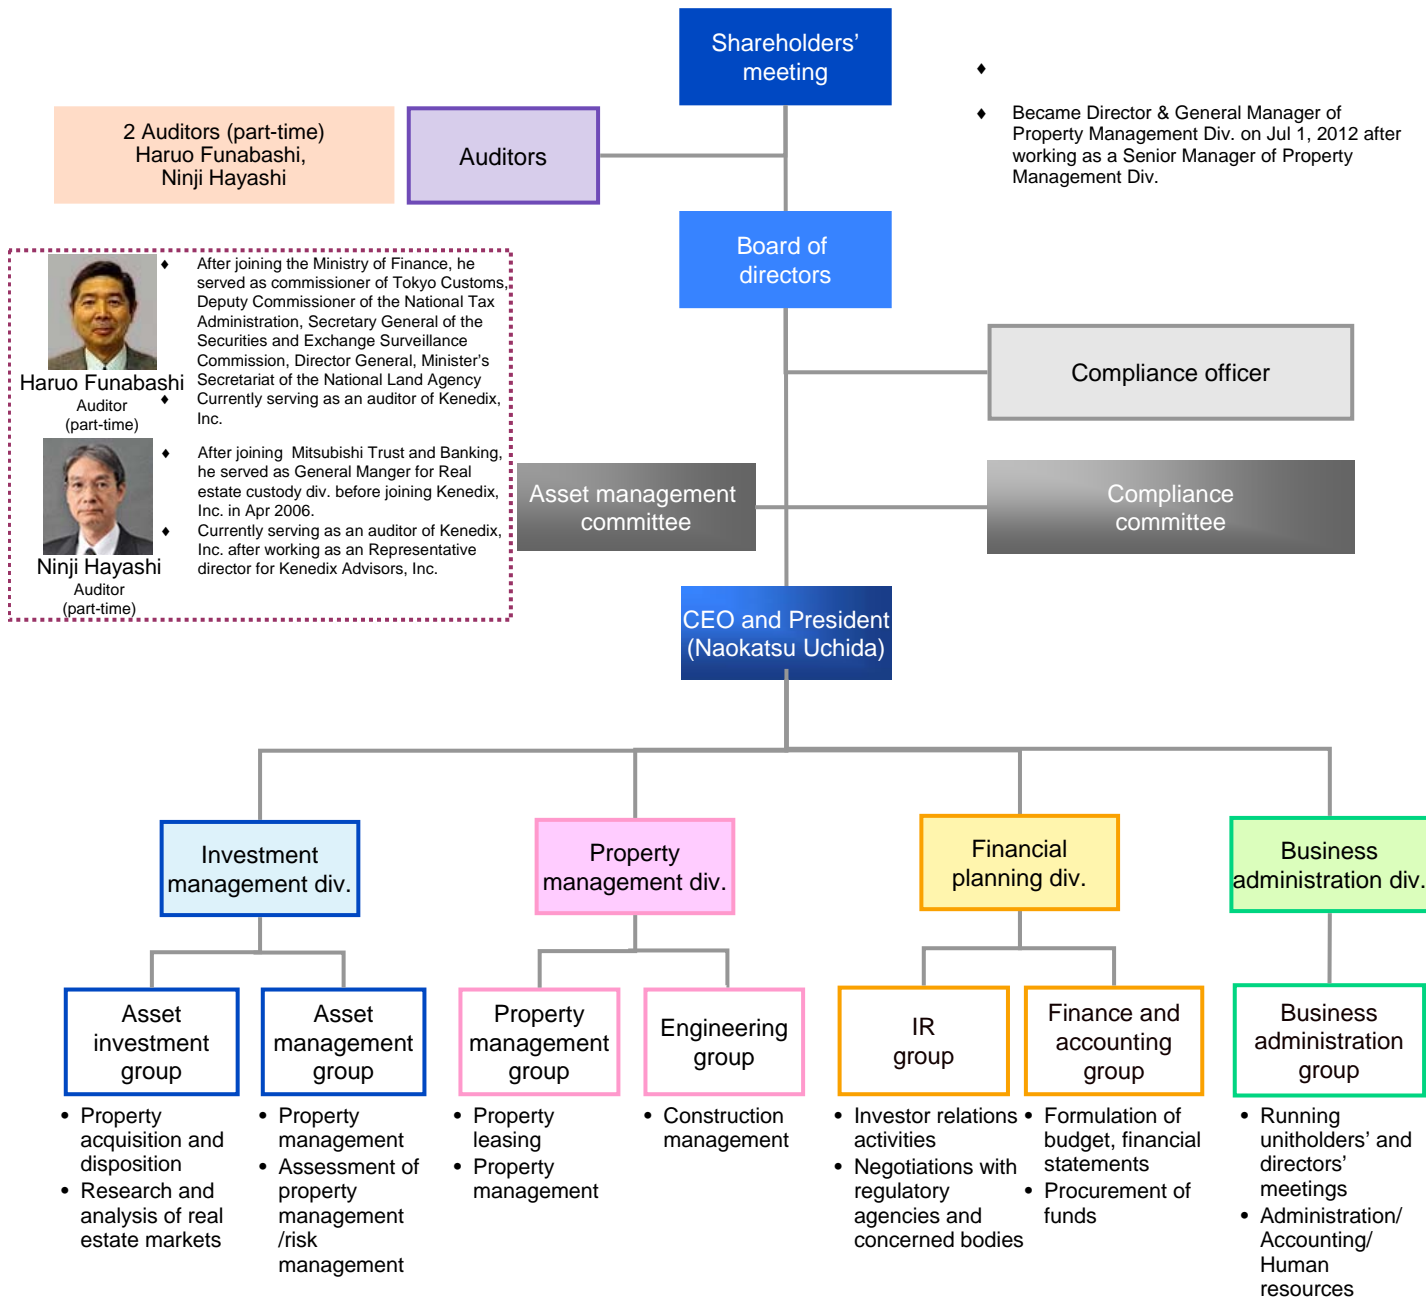 Shareholders’
meeting
♦
♦ Became Director & General Manager of
Property Management Div. on Jul 1, 2012 after
working as a Senior Manager of Property
Management Div.
2 Auditors (part-time)
Haruo Funabashi,
Ninji Hayashi
Auditors
Board of
directors
♦ After joining the Ministry of Finance, he
served as commissioner of Tokyo Customs,
Deputy Commissioner of the National Tax
Administration, Secretary General of the
Securities and Exchange Surveillance
Commission, Director General, Minister’s
Secretariat of the National Land Agency
♦ Currently serving as an auditor of Kenedix,
Inc.
Haruo Funabashi
Auditor
(part-time)
♦ After joining  Mitsubishi Trust and Banking,
he served as General Manger for Real
estate custody div. before joining Kenedix,
Inc. in Apr 2006.
♦ Currently serving as an auditor of Kenedix,
Inc. after working as an Representative
director for Kenedix Advisors, Inc.
Ninji Hayashi
Auditor
(part-time)
Compliance officer
Asset management
committee
Compliance
committee
CEO and President
(Naokatsu Uchida)
Investment
management div.
Property
management div.
Financial
planning div.
Business
administration div.
Asset
investment
group
Asset
management
group
Property
management
group
Engineering
group
IR
group
Finance and
accounting
group
Business
administration
group
• Property
acquisition and
disposition
• Research and
analysis of real
estate markets
• Property
management
• Assessment of
property
management
/risk
management
• Property
leasing
• Property
management
• Construction
management
• Investor relations
activities
• Negotiations with
regulatory
agencies and
concerned bodies
• Formulation of
budget, financial
statements
• Procurement of
funds
• Running
unitholders’ and
directors’
meetings
• Administration/
Accounting/
Human
resources